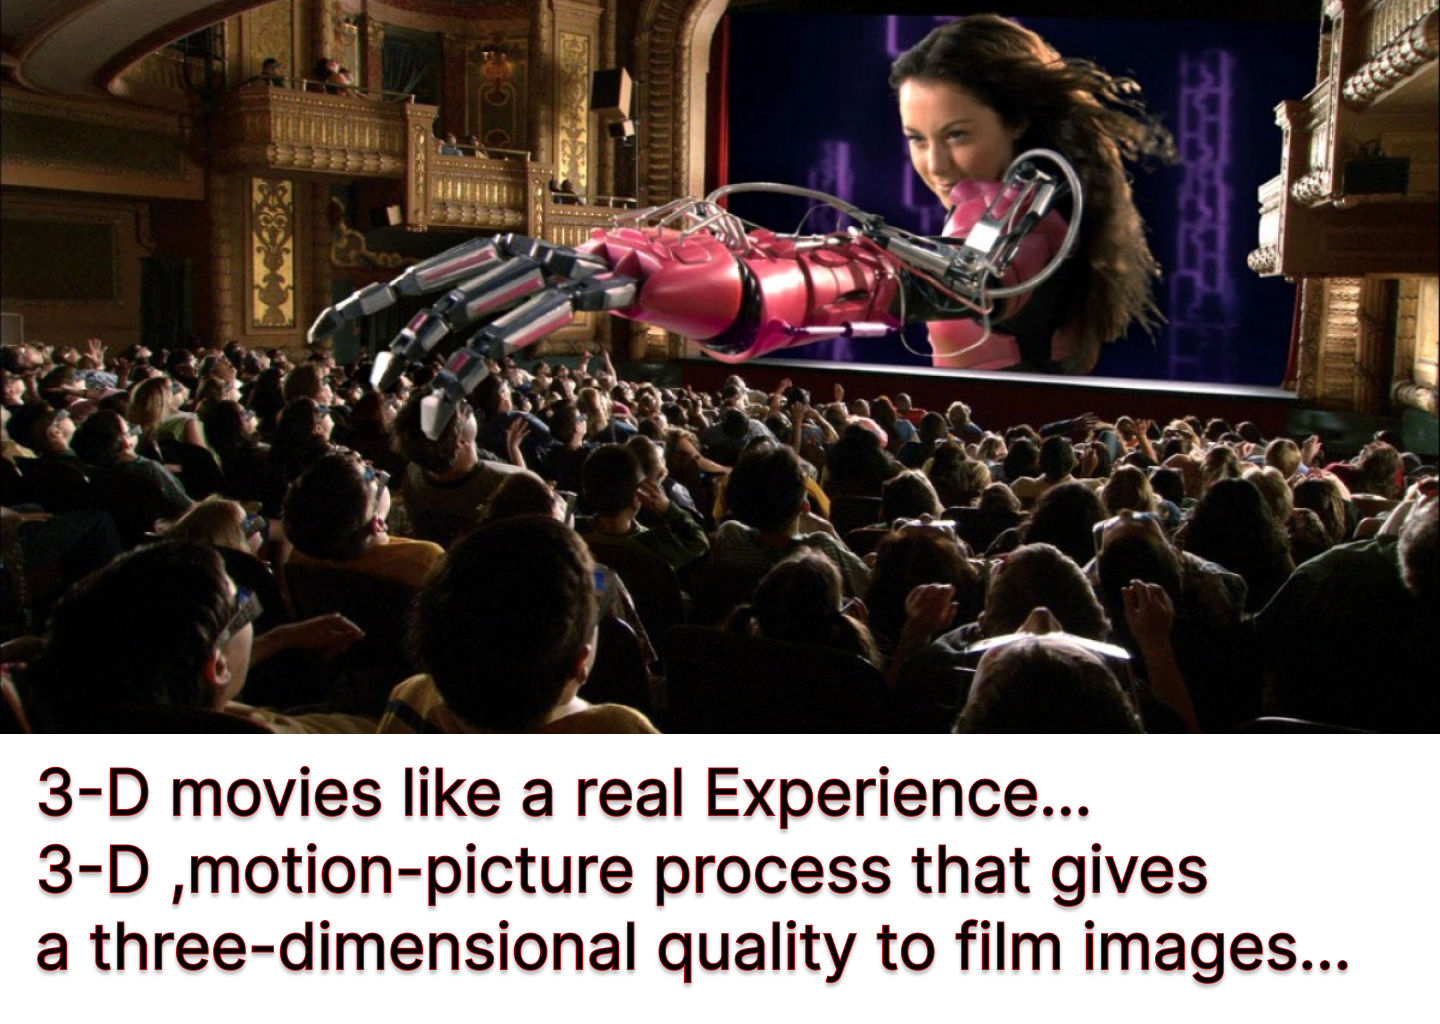 3-D movies like a real Experience...
3-D ,motion-picture process that gives
a three-dimensional quality to film images...